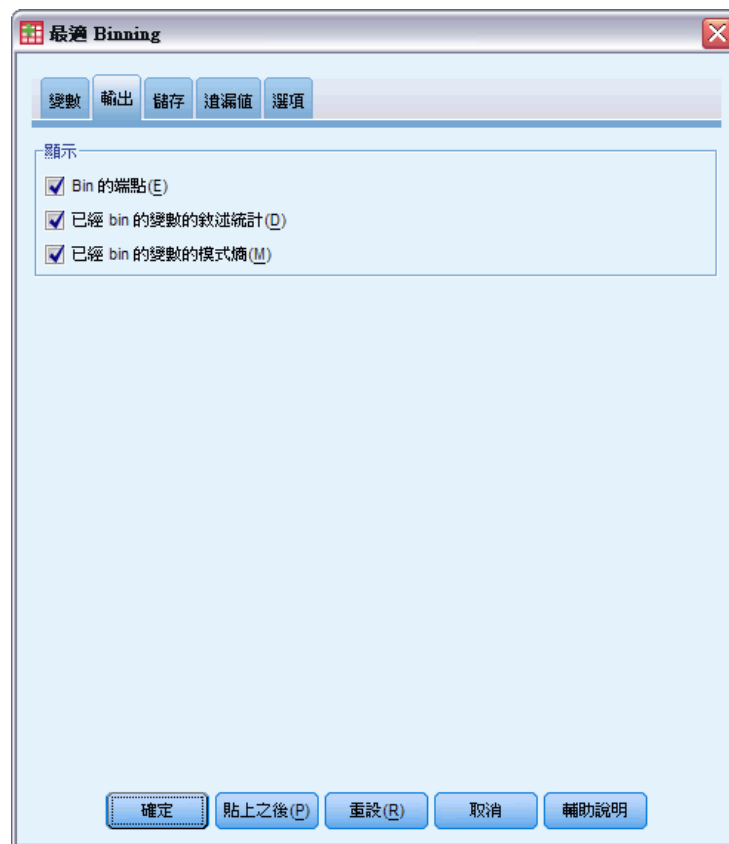 最適 Binning
變數 輸出 儲存 遺漏值 選項
顯示
Bin 的端點(E)
已經 bin 的變數的敘述統計(D)
已經 bin 的變數的模式熵(M)
確定 貼上之後(P) 重設(R) 取消 輔助說明